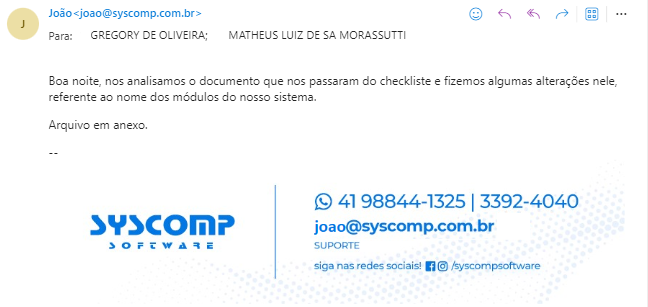 J
João<joao@syscomp.com.br>
Para: GREGORY DE OLIVEIRA; MATHEUS LUIZ DE SA MORASSUTTI
Boa noite, nos analisamos o documento que nos passaram do checkliste e fizemos algumas alterações nele,
referente ao nome dos módulos do nosso sistema.
Arquivo em anexo.
--
SYSCOMP
SOFTWARE
41 98844-1325 | 3392-4040
joao@syscomp.com.br
SUPORTE
siga nas redes sociais! /syscompsoftware